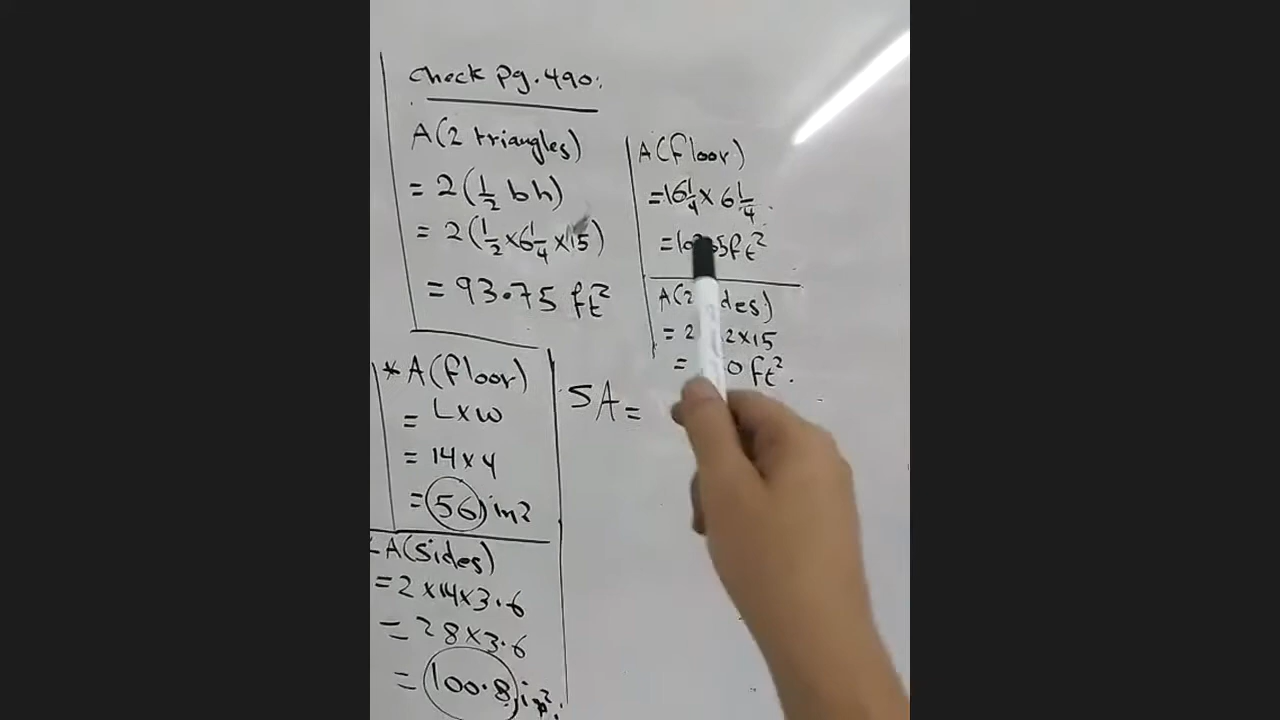 Check Pg. 490:
A(2 triangles)
= 2(½ bh)
= 2(½ × 6¼ × 15)
= 93.75 ft²
A(floor)
= 16¼ × 6¼
ft²
A(2
= 2
2×15
0 ft².
SA =
* A(floor)
= L×W
= 14×4
= 56 in²
A(sides)
= 2×14×3.6
= 28×3.6
= 100.8 in²